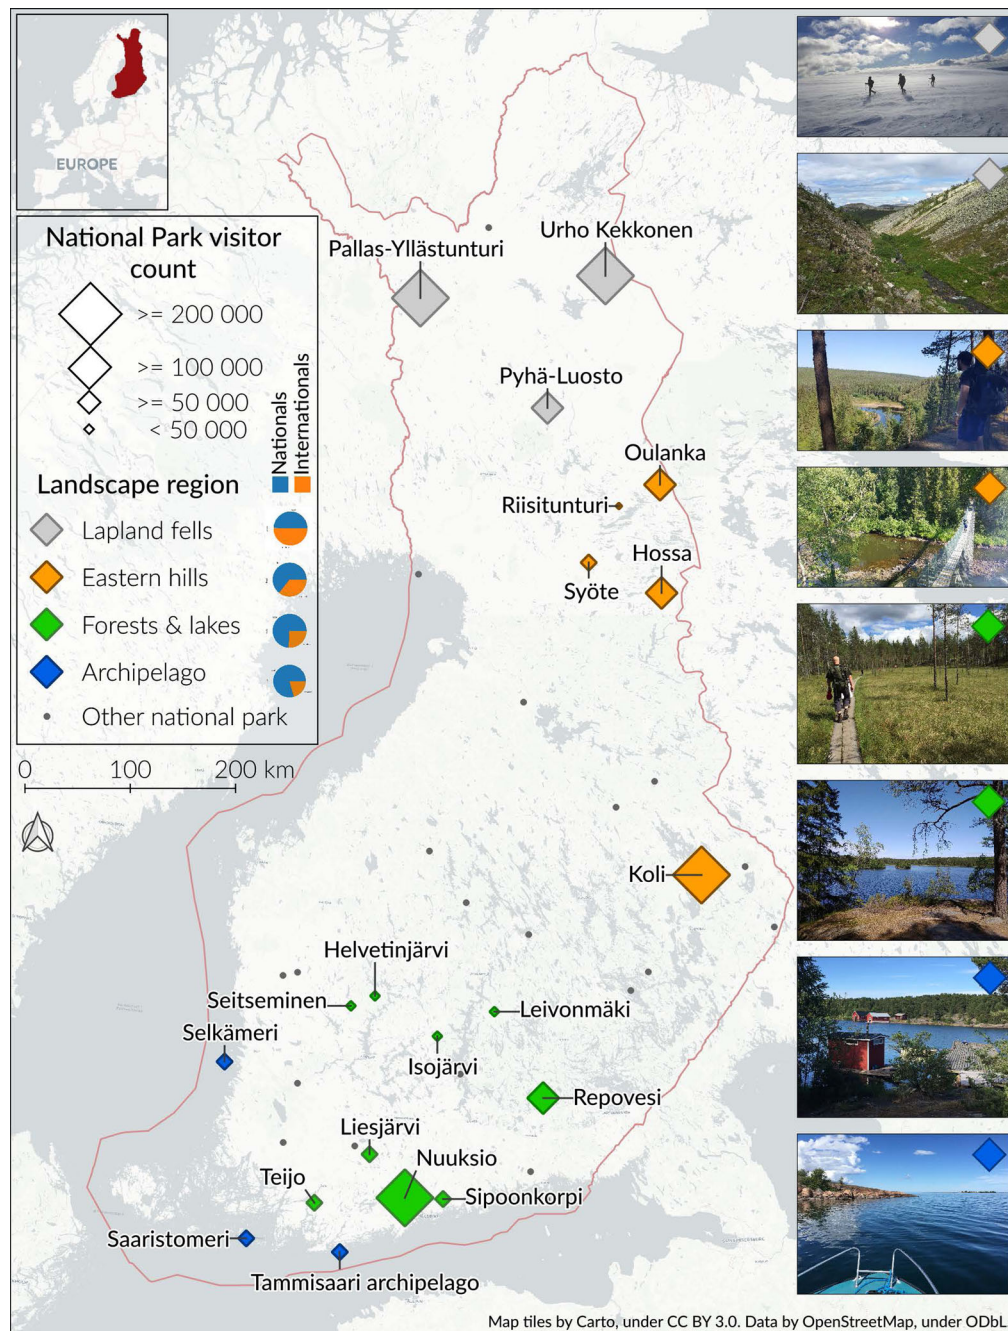 EUROPE
National Park visitor
count
>= 200 000
>= 100 000
>= 50 000
< 50 000
Nationals
Internationals
Landscape region
Lapland fells
Eastern hills
Forests & lakes
Archipelago
Other national park
0 100 200 km
Pallas-Yllästunturi
Urho Kekkonen
Pyhä-Luosto
Oulanka
Riisitunturi
Hossa
Syöte
Koli
Helvetinjärvi
Seitseminen
Leivonmäki
Selkämeri
Isojärvi
Repovesi
Liesjärvi
Nuuksio
Teijo
Sipoonkorpi
Saaristomeri
Tammisaari archipelago
Map tiles by Carto, under CC BY 3.0. Data by OpenStreetMap, under ODbL